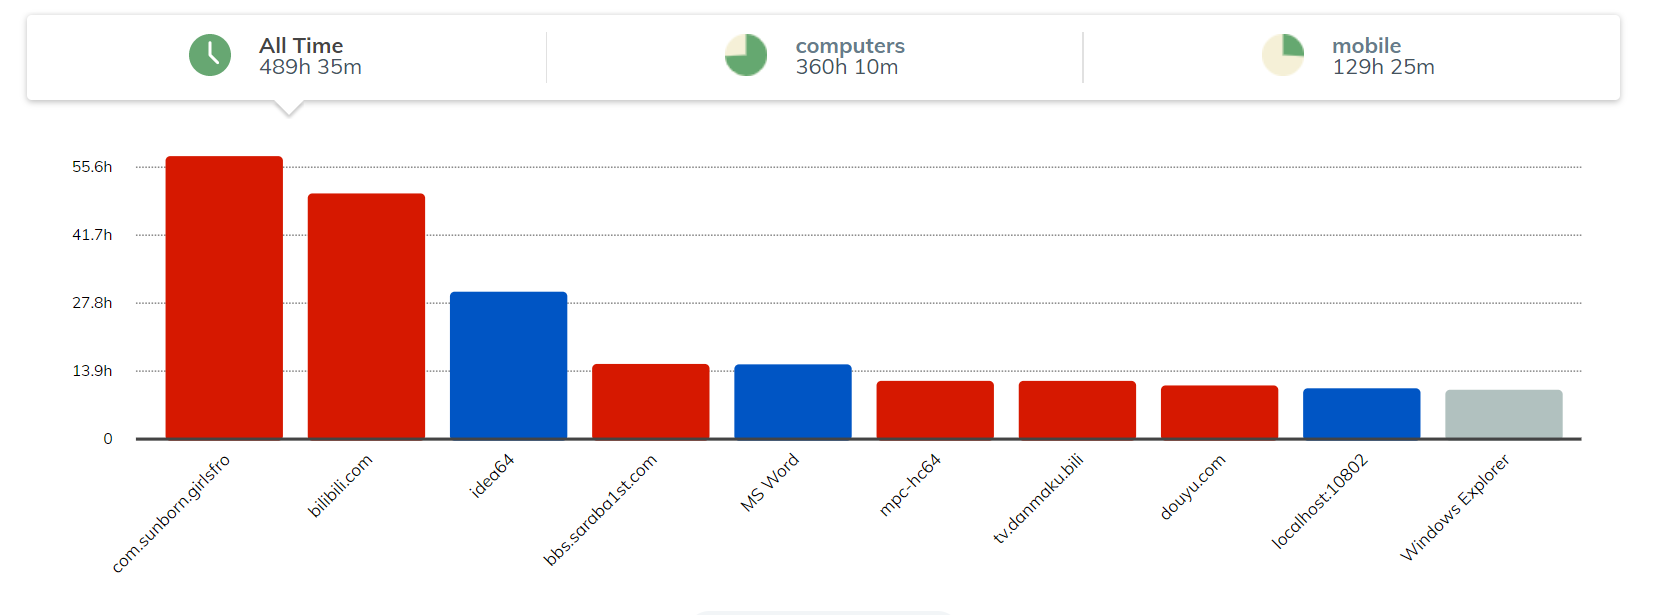 All Time
489h 35m
computers
360h 10m
mobile
129h 25m
55.6h
41.7h
27.8h
13.9h
0
com.sunborn.girlsfro
bilibili.com
idea64
bbs.saraba1st.com
MS Word
mpc-hc64
tv.danmaku.bili
douyu.com
localhost:10802
Windows Explorer